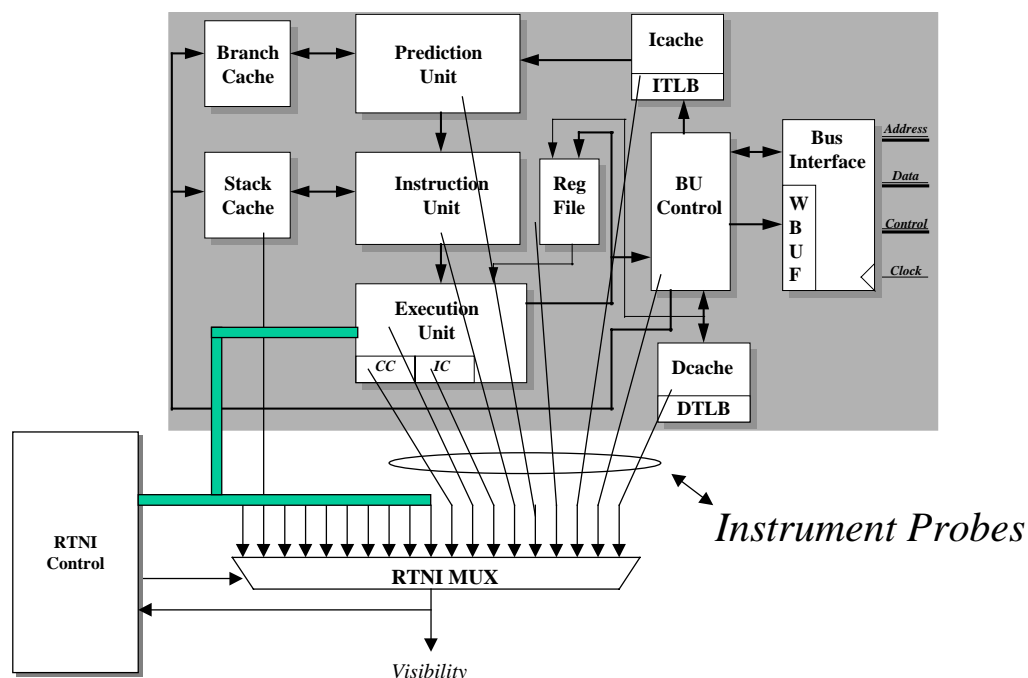 Branch
Cache
Prediction
Unit
Icache
ITLB
Stack
Cache
Instruction
Unit
Reg
File
BU
Control
Bus
Interface
W
B
U
F
Address
Data
Control
Clock
Execution
Unit
CC
IC
Dcache
DTLB
RTNI
Control
Instrument Probes
RTNI MUX
Visibility